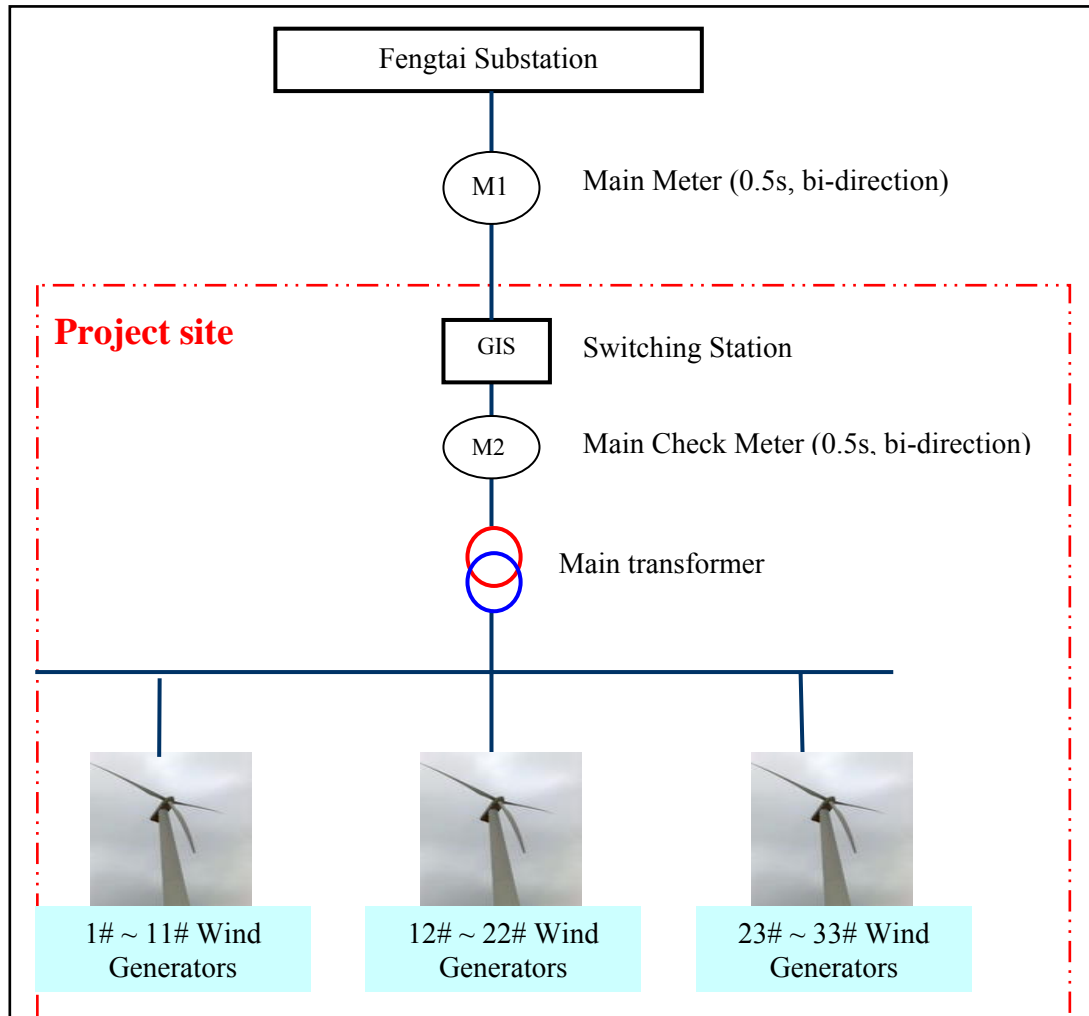 Fengtai Substation
M1
Main Meter (0.5s, bi-direction)
Project site
GIS
Switching Station
M2
Main Check Meter (0.5s, bi-direction)
Main transformer
1# ~ 11# Wind
Generators
12# ~ 22# Wind
Generators
23# ~ 33# Wind
Generators